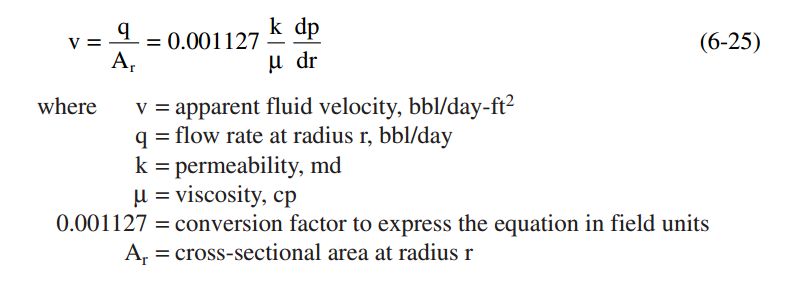 v = q / Aᵣ = 0.001127 k / μ dp / dr (6-25)
where v = apparent fluid velocity, bbl/day-ft²
q = flow rate at radius r, bbl/day
k = permeability, md
μ = viscosity, cp
0.001127 = conversion factor to express the equation in field units
Aᵣ = cross-sectional area at radius r